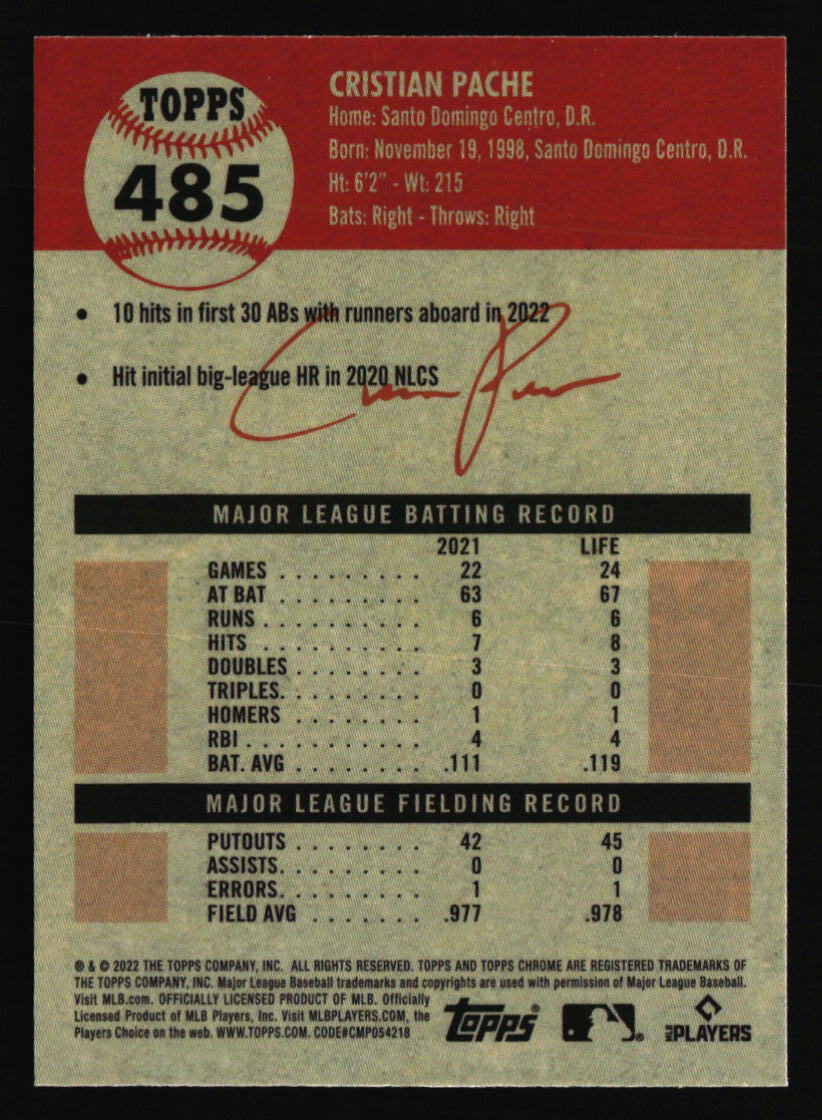 TOPPS
485
CRISTIAN PACHE
Home: Santo Domingo Centro, D.R.
Born: November 19, 1998, Santo Domingo Centro, D.R.
Ht: 6'2" - Wt: 215
Bats: Right - Throws: Right
• 10 hits in first 30 ABs with runners aboard in 2022
• Hit initial big-league HR in 2020 NLCS
MAJOR LEAGUE BATTING RECORD
2021 LIFE
GAMES . . . . . . . . . 22 24
AT BAT . . . . . . . . . 63 67
RUNS . . . . . . . . . . 6 6
HITS . . . . . . . . . . 7 8
DOUBLES . . . . . . . . 3 3
TRIPLES. . . . . . . . . 0 0
HOMERS . . . . . . . . 1 1
RBI . . . . . . . . . . . 4 4
BAT. AVG . . . . . . . . .111 .119
MAJOR LEAGUE FIELDING RECORD
PUTOUTS . . . . . . . . 42 45
ASSISTS. . . . . . . . . 0 0
ERRORS. . . . . . . . . 1 1
FIELD AVG . . . . . . . .977 .978
® & © 2022 THE TOPPS COMPANY, INC. ALL RIGHTS RESERVED. TOPPS AND TOPPS CHROME ARE REGISTERED TRADEMARKS OF
THE TOPPS COMPANY, INC. Major League Baseball trademarks and copyrights are used with permission of Major League Baseball.
Visit MLB.com. OFFICIALLY LICENSED PRODUCT OF MLB. Officially
Licensed Product of MLB Players, Inc. Visit MLBPLAYERS.COM, the
Players Choice on the web. WWW.TOPPS.COM. CODE#CMP054218
Topps® ® MLB PLAYERS